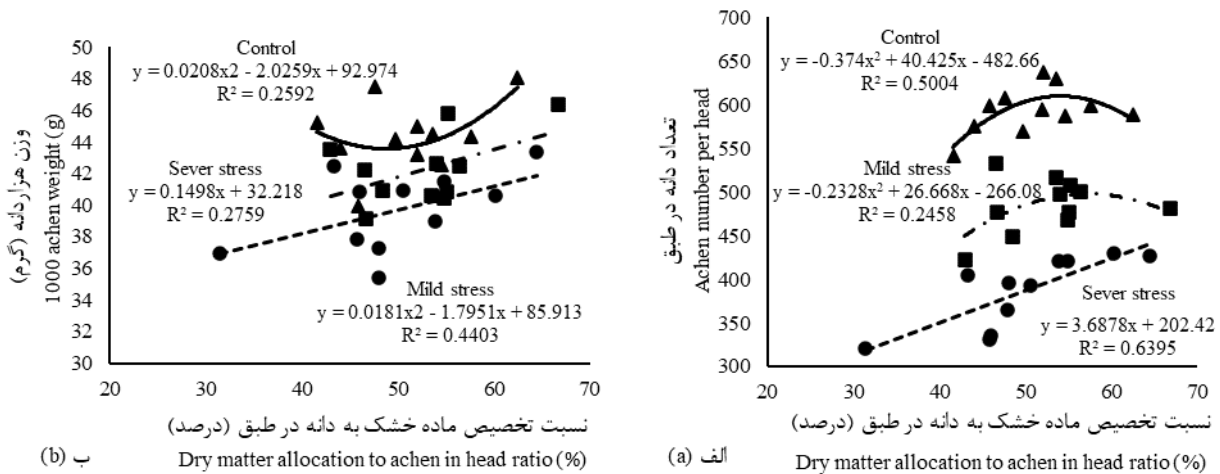 50
48
46
44
42
40
38
36
34
32
30
20
30
40
50
60
70
وزن هزاردانه (گرم)
1000 achen weight (g)
Control
y = 0.0208x2 - 2.0259x + 92.974
R² = 0.2592
Sever stress
y = 0.1498x + 32.218
R² = 0.2759
Mild stress
y = 0.0181x2 - 1.7951x + 85.913
R² = 0.4403
نسبت تخصیص ماده خشک به دانه در طبق (درصد)
Dry matter allocation to achen in head ratio (%)
ب (b)
700
650
600
550
500
450
400
350
300
20
30
40
50
60
70
تعداد دانه در طبق
Achen number per head
Control
y = -0.374x² + 40.425x - 482.66
R² = 0.5004
Mild stress
y = -0.2328x² + 26.668x - 266.08
R² = 0.2458
Sever stress
y = 3.6878x + 202.42
R² = 0.6395
نسبت تخصیص ماده خشک به دانه در طبق (درصد)
Dry matter allocation to achen in head ratio (%)
الف (a)